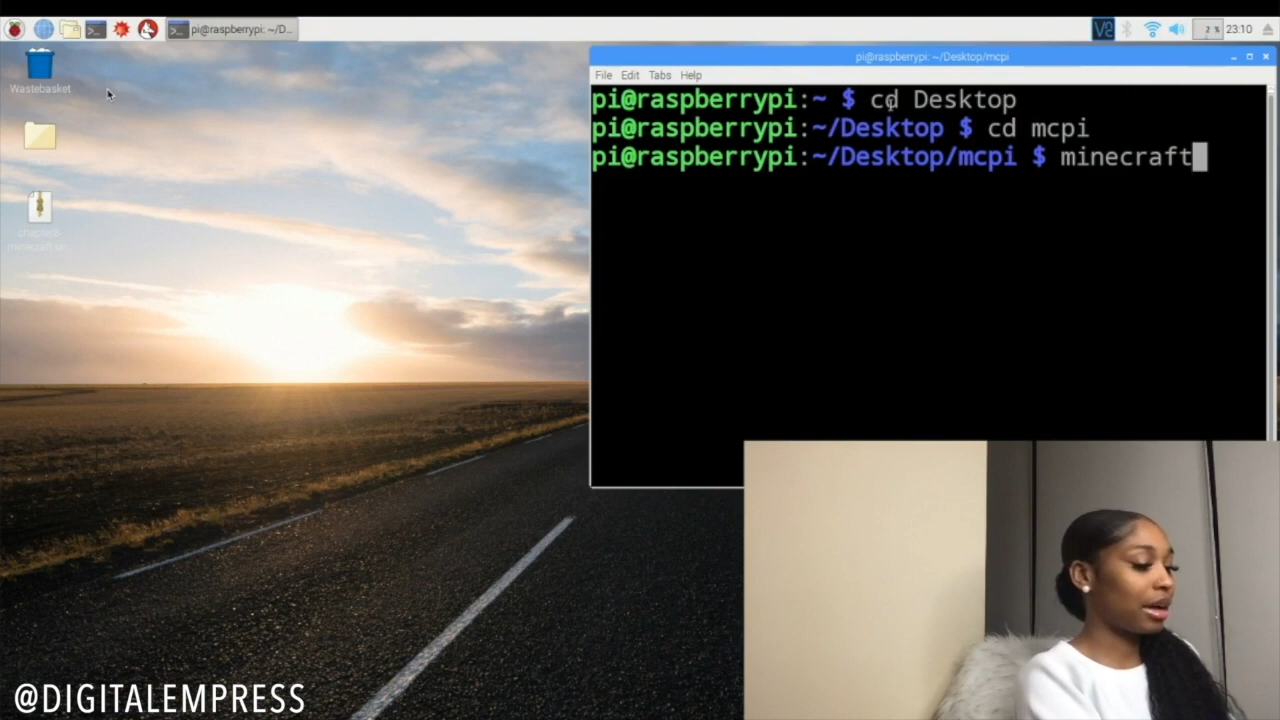 pi@raspberrypi: ~/D...
2 %
23:10
Wastebasket
pi@raspberrypi: ~/Desktop/mcpi
File Edit Tabs Help
pi@raspberrypi:~ $ cd Desktop
pi@raspberrypi:~/Desktop $ cd mcpi
pi@raspberrypi:~/Desktop/mcpi $ minecraft
@DIGITALEMPRESS